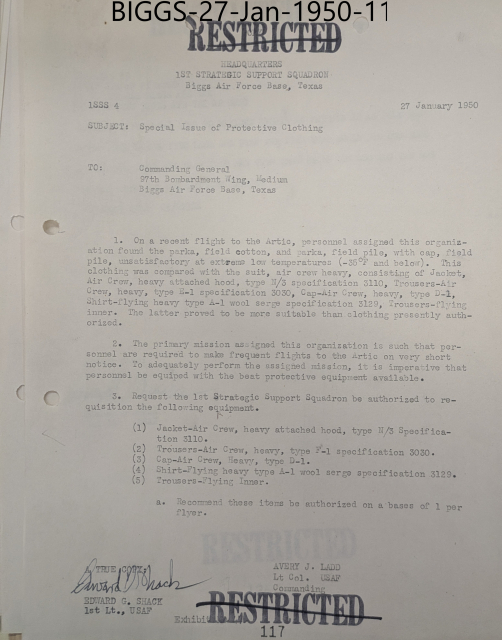 BIGGS-27-Jan-1950-11
RESTRICTED
HEADQUARTERS
1ST STRATEGIC SUPPORT SQUADRON
Biggs Air Force Base, Texas
1SSS 4
27 January 1950
SUBJECT: Special Issue of Protective Clothing
TO: Commanding General
97th Bombardment Wing, Medium
Biggs Air Force Base, Texas
1. On a recent flight to the Artic, personnel assigned this organiz-
ation found the parka, field cotton, and parka, field pile, with cap, field
pile, unsatisfactory at extreme low temperatures (-35°F and below). This
clothing was compared with the suit, air crew heavy, consisting of Jacket,
Air Crew, heavy attached hood, type N/3 specification 3110, Trousers-Air
Crew, heavy, type specification 3030, Cap-Air Crew, heavy, type D-1,
Shirt-flying heavy type A-1 wool serge specification 3129, Trousers-flying
inner. The latter proved to be more suitable than clothing presently auth-
orised.
2. The primary mission assigned this organization is such that per-
sonnel are required to make frequent flights to the Artic on very short
notice. To adequately perform the assigned mission, it is imperative that
personnel be equiped with the best protective equipment available.
3. Request the 1st Strategic Support Squadron be authorized to re-
quisition the following equipment.
(1) Jacket-Air Crew, heavy attached hood, type N/3 Specifica-
tion 3110.
(2) Trousers-Air Crew, heavy, type F-1 specification 3030.
(3) Cap-Air Crew, Heavy, type D-1.
(4) Shirt-Flying heavy type A-1 wool serge specification 3129.
(5) Trousers-Flying Inner.
a. Recommend these items be authorized on a bases of 1 per
flyer.
RESTRICTED
TRUE COPY:
AVERY J. LADD
Lt Col. USAF
Commanding
Edward G Shack
EDWARD G. SHACK
1st Lt., USAF
RESTRICTED
117